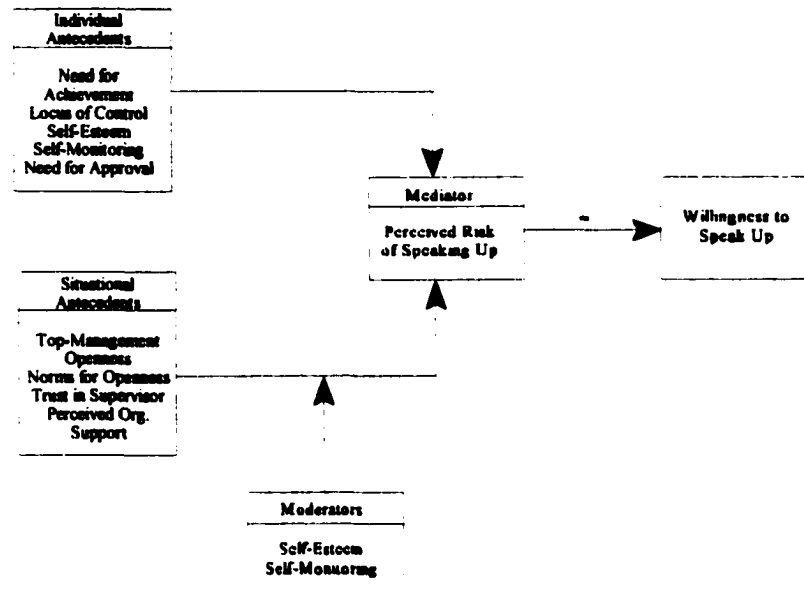 Individual
Antecedents
Need for
Achievement
Locus of Control
Self-Esteem
Self-Monitoring
Need for Approval
Mediator
Perceived Risk
of Speaking Up
-
Willingness to
Speak Up
Situational
Antecedents
Top-Management
Openness
Norms for Openness
Trust in Supervisor
Perceived Org.
Support
Moderators
Self-Esteem
Self-Monitoring